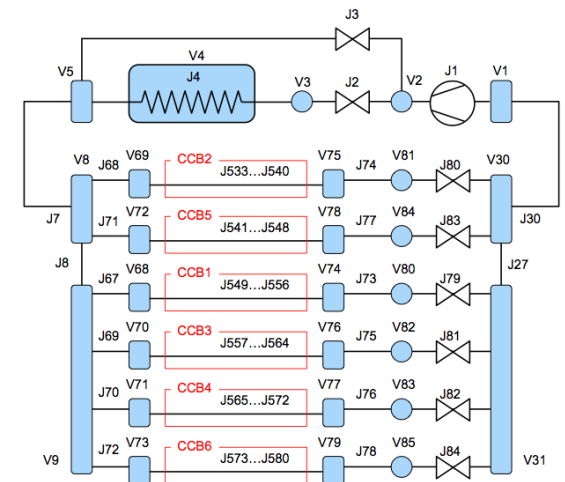 J3
V4
V5 J4 V3 J2 V2 J1 V1
V8 J68 V69 CCB2 J533...J540 V75 J74 V81 J80 V30
J7 J71 V72 CCB5 J541...J548 V78 J77 V84 J83 J30
J8 J67 V68 CCB1 J549...J556 V74 J73 V80 J79 J27
J69 V70 CCB3 J557...J564 V76 J75 V82 J81
J70 V71 CCB4 J565...J572 V77 J76 V83 J82
V9 J72 V73 CCB6 J573...J580 V79 J78 V85 J84 V31